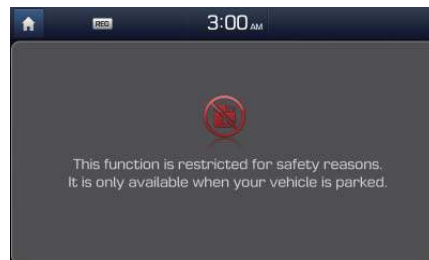 REG
3:00 AM
This function is restricted for safety reasons.
It is only available when your vehicle is parked.